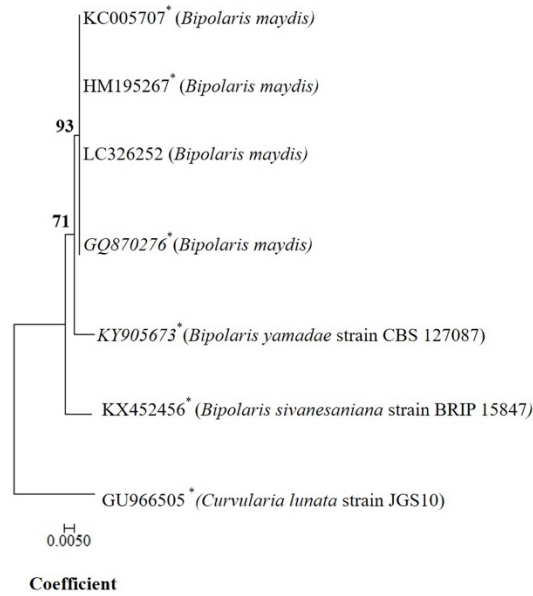 KC005707* (Bipolaris maydis)
HM195267* (Bipolaris maydis)
93
LC326252 (Bipolaris maydis)
71
GQ870276* (Bipolaris maydis)
KY905673* (Bipolaris yamadae strain CBS 127087)
KX452456* (Bipolaris sivanesaniana strain BRIP 15847)
GU966505 * (Curvularia lunata strain JGS10)
0.0050
Coefficient